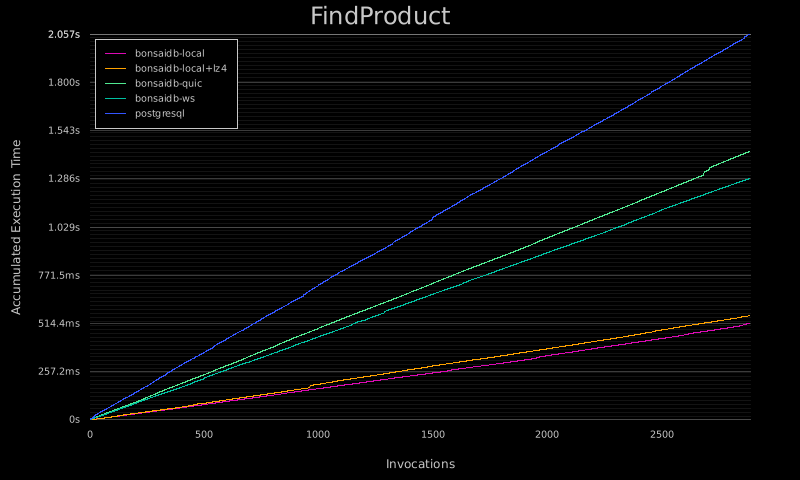 FindProduct
2.057s
1.800s
1.543s
1.286s
1.029s
771.5ms
514.4ms
257.2ms
0s
Accumulated Execution Time
bonsaidb-local
bonsaidb-local+lz4
bonsaidb-quic
bonsaidb-ws
postgresql
0 500 1000 1500 2000 2500
Invocations